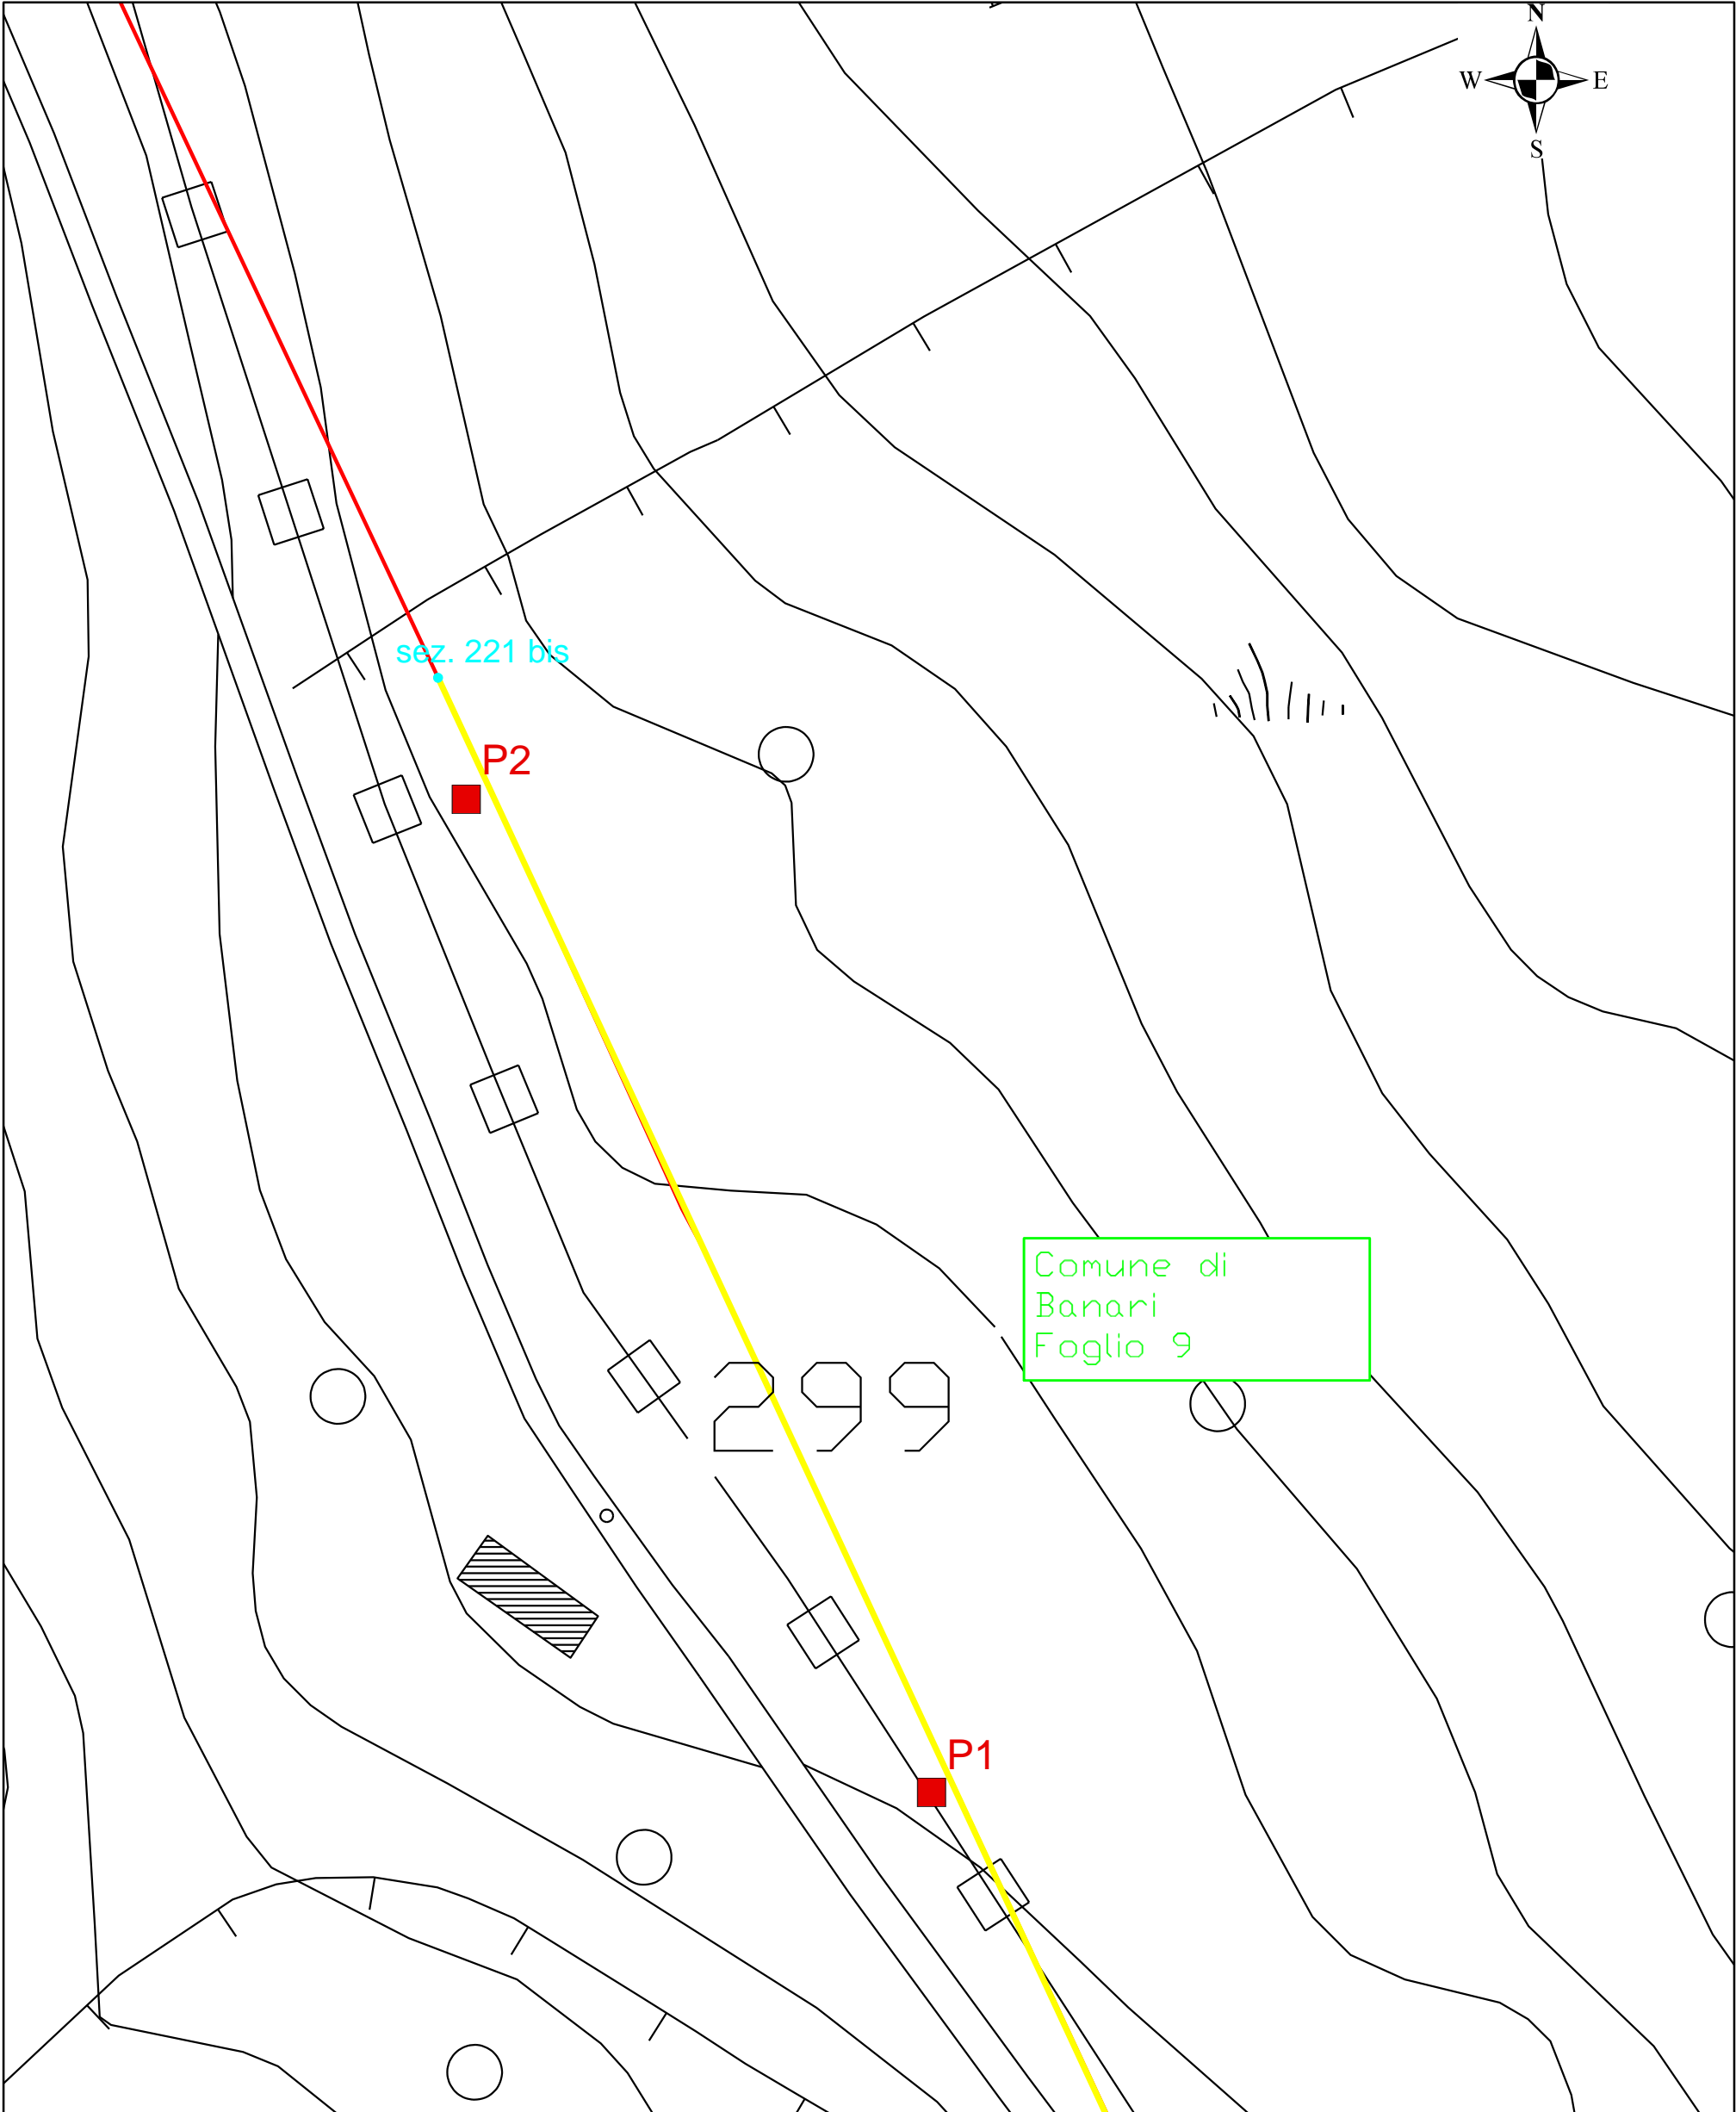 N
W E
S
sez. 221 bis
P2
Comune di
Banari
Foglio 9
299
P1